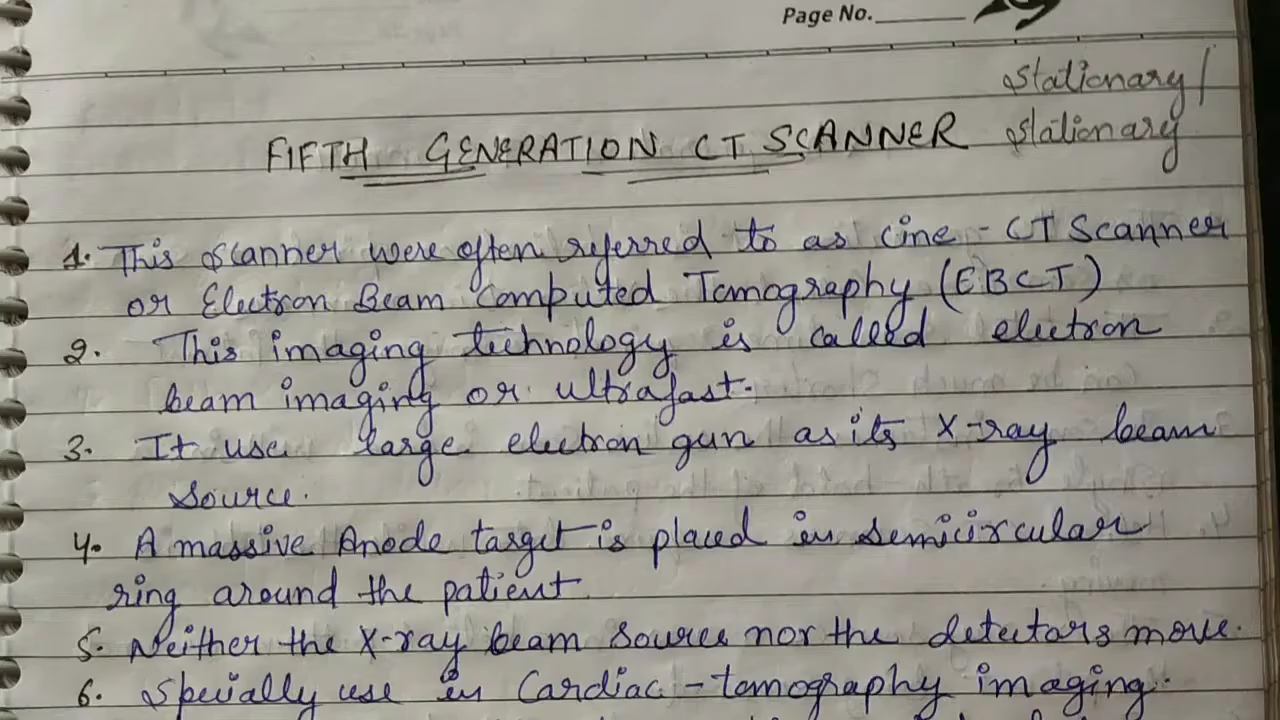 Page No.
Stationary/
FIFTH GENERATION CT SCANNER Stationary
1. This Scanner were often referred to as Cine-CT Scanner
or Electron Beam Computed Tomography (EBCT)
2. This imaging technology is called electron
beam imaging or ultrafast.
3. It use large electron gun as its X-ray beam
Source.
4. A massive Anode target is placed in semicircular
ring around the patient.
5. Neither the X-ray beam Source nor the detectors move.
6. Specially use in Cardiac-tomography imaging.